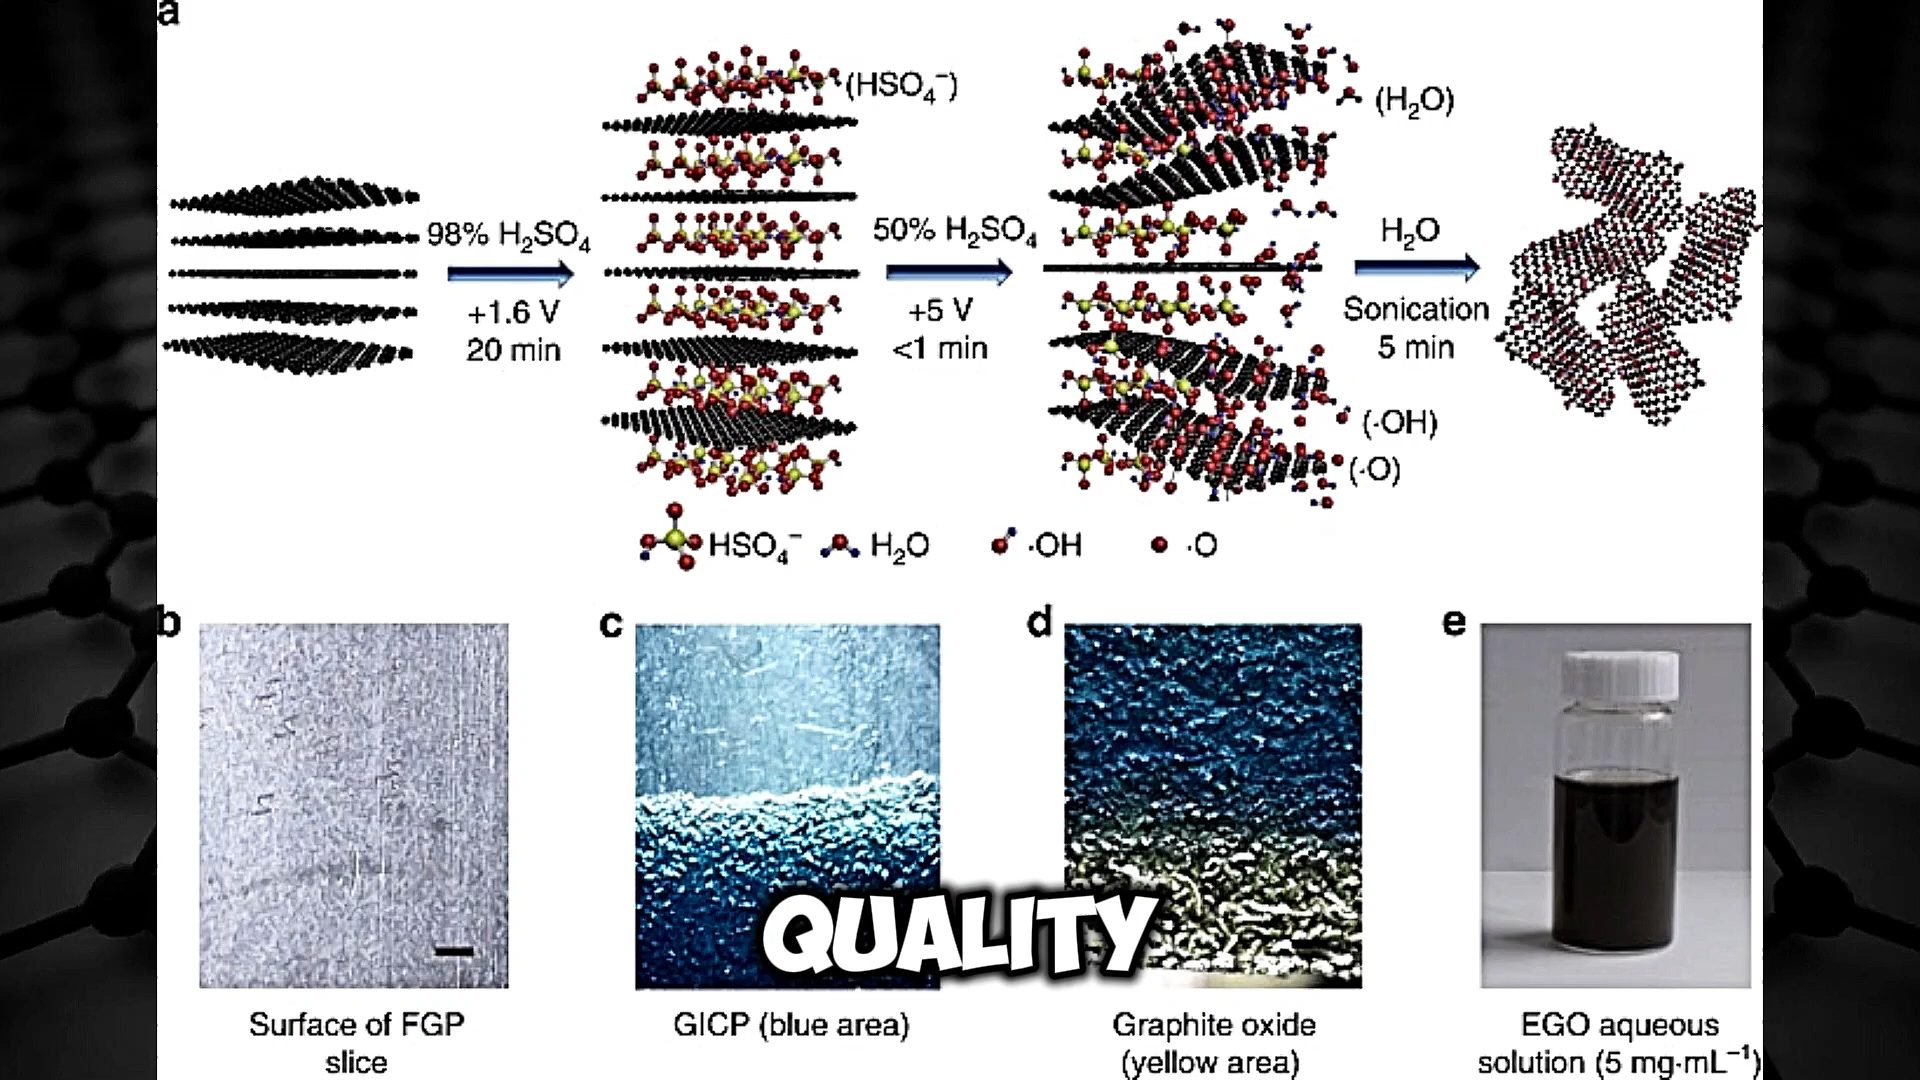 a
(HSO₄⁻)
(H₂O)
98% H₂SO₄
+1.6 V
20 min
50% H₂SO₄
+5 V
<1 min
H₂O
Sonication
5 min
(·OH)
(·O)
HSO₄⁻
H₂O
·OH
·O
b
c
d
e
QUALITY
Surface of FGP
slice
GICP (blue area)
Graphite oxide
(yellow area)
EGO aqueous
solution (5 mg·mL⁻¹)